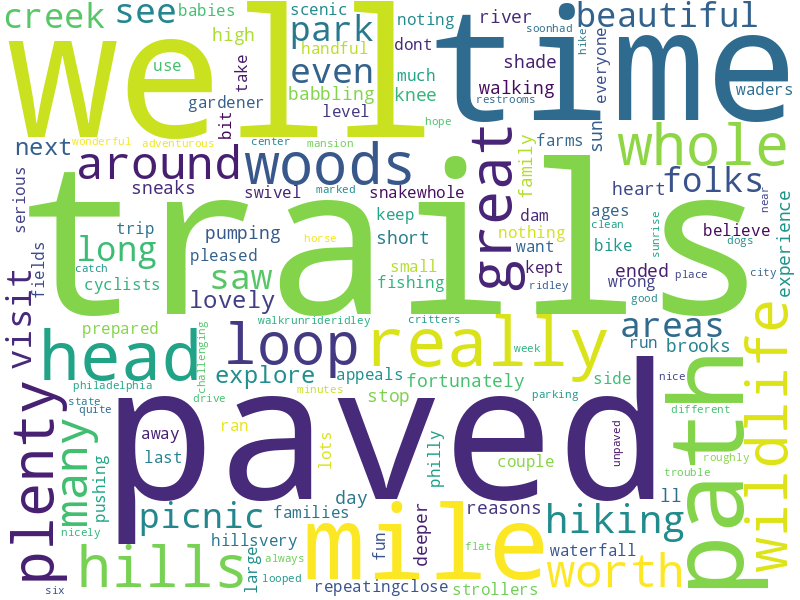 creek
see
babies
scenic
park
noting
river
soonhad
hike
beautiful
well
time
high
handful
dont
everyone
use
take
even
much
shade
gardener
babbling
knee
walking
waders
level
restrooms
bit
hope
sun
next
wonderful
adventurous
center
mansion
great
family
farms
whole
around
woods
sneaks
swivel
marked
snakewhole
heart
folks
serious
trails
dam
ages
near
experience
fields
trip
pumping
keep
short
nothing
clean
believe
long
horse
want
bike
sunrise
dogs
visit
catch
pleased
small
kept
ended
place
city
cyclists
saw
fishing
ridley
wrong
good
lovely
prepared
walkrunrideridley
critters
areas
head
loop
really
run
brooks
challenging
week
side
nice
plenty
philadelphia
explore
appeals
fortunately
path
wildlife
state
drive
minutes
stop
parking
different
quite
paved
many
away
ran
unpaved
last
lots
philly
couple
roughly
pushing
trouble
nicely
picnic
day
reasons
ll
families
mile
hiking
hills
hillsvery
fun
deeper
flat
waterfall
always
large
looped
worth
six
repeatingclose
strollers